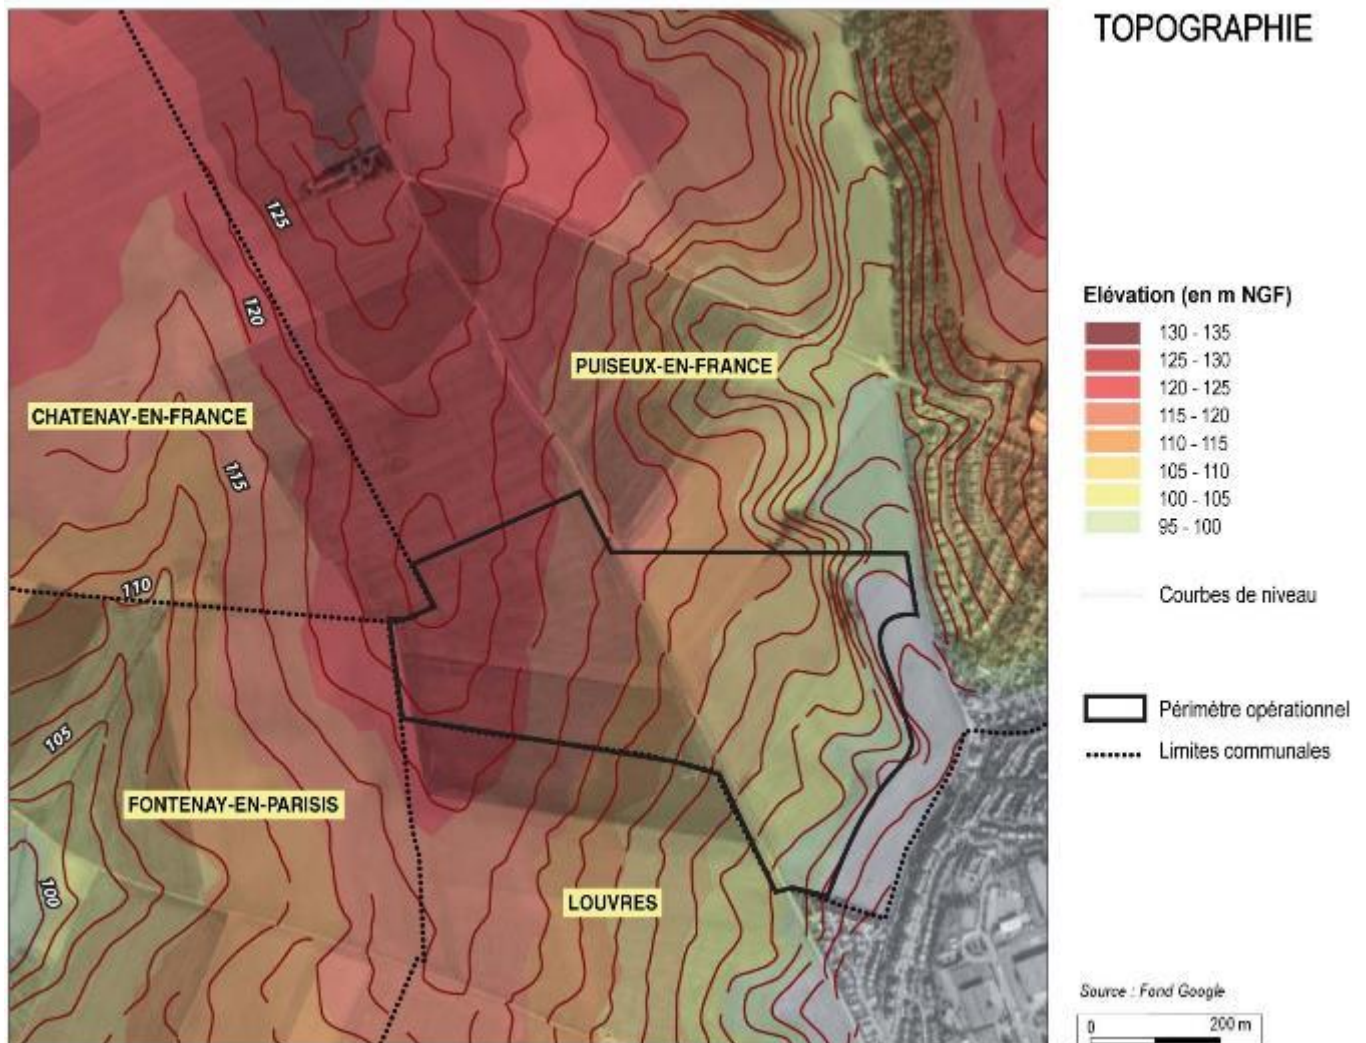 TOPOGRAPHIE
125
120
PUISEUX-EN-FRANCE
CHATENAY-EN-FRANCE
115
110
105
FONTENAY-EN-PARISIS
100
LOUVRES
Elévation (en m NGF)
130 - 135
125 - 130
120 - 125
115 - 120
110 - 115
105 - 110
100 - 105
95 - 100
Courbes de niveau
Périmètre opérationnel
Limites communales
Source : Fond Google
0 200 m